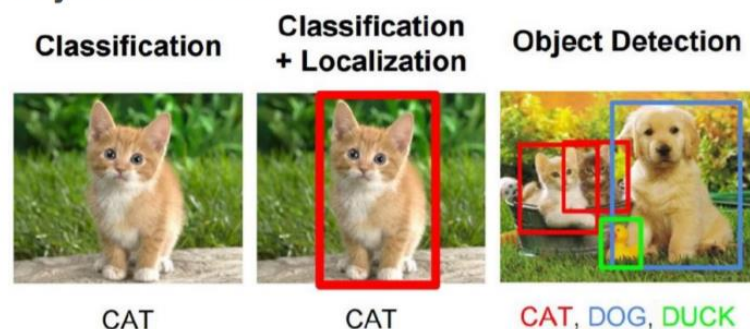 Classification
Classification
+ Localization
Object Detection
CAT
CAT
CAT, DOG, DUCK